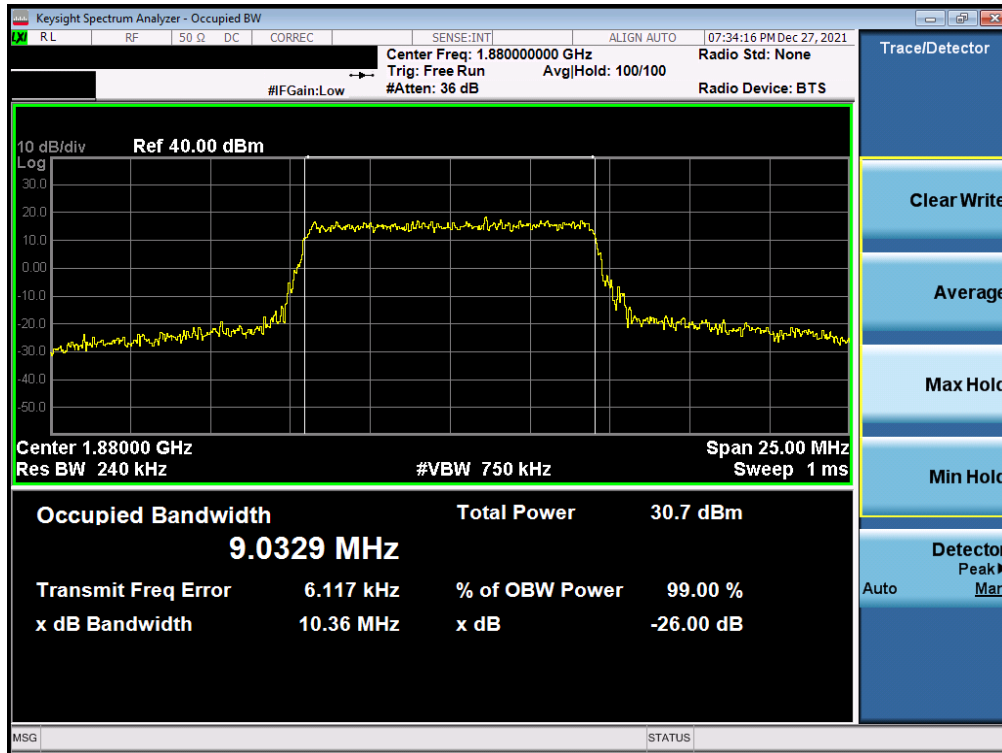 Keysight Spectrum Analyzer - Occupied BW
LXI RL RF 50 Ω DC CORREC SENSE:INT ALIGN AUTO 07:34:16 PM Dec 27, 2021
Center Freq: 1.880000000 GHz Radio Std: None
Trig: Free Run Avg|Hold: 100/100
#IFGain:Low #Atten: 36 dB Radio Device: BTS
10 dB/div Ref 40.00 dBm
Log
30.0
20.0
10.0
0.00
-10.0
-20.0
-30.0
-40.0
-50.0
Center 1.88000 GHz Span 25.00 MHz
Res BW 240 kHz #VBW 750 kHz Sweep 1 ms
Occupied Bandwidth Total Power 30.7 dBm
9.0329 MHz
Transmit Freq Error 6.117 kHz % of OBW Power 99.00 %
x dB Bandwidth 10.36 MHz x dB -26.00 dB
MSG STATUS
Trace/Detector
Clear Write
Average
Max Hold
Min Hold
Detector
Peak
Auto Man